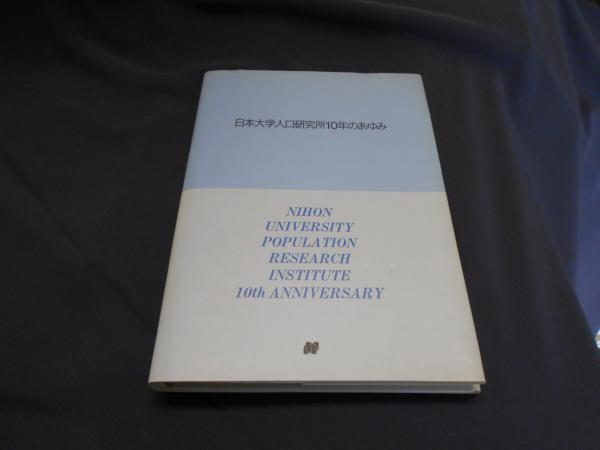 日本大学人口研究所10年のあゆみ
NIHON
UNIVERSITY
POPULATION
RESEARCH
INSTITUTE
10th ANNIVERSARY